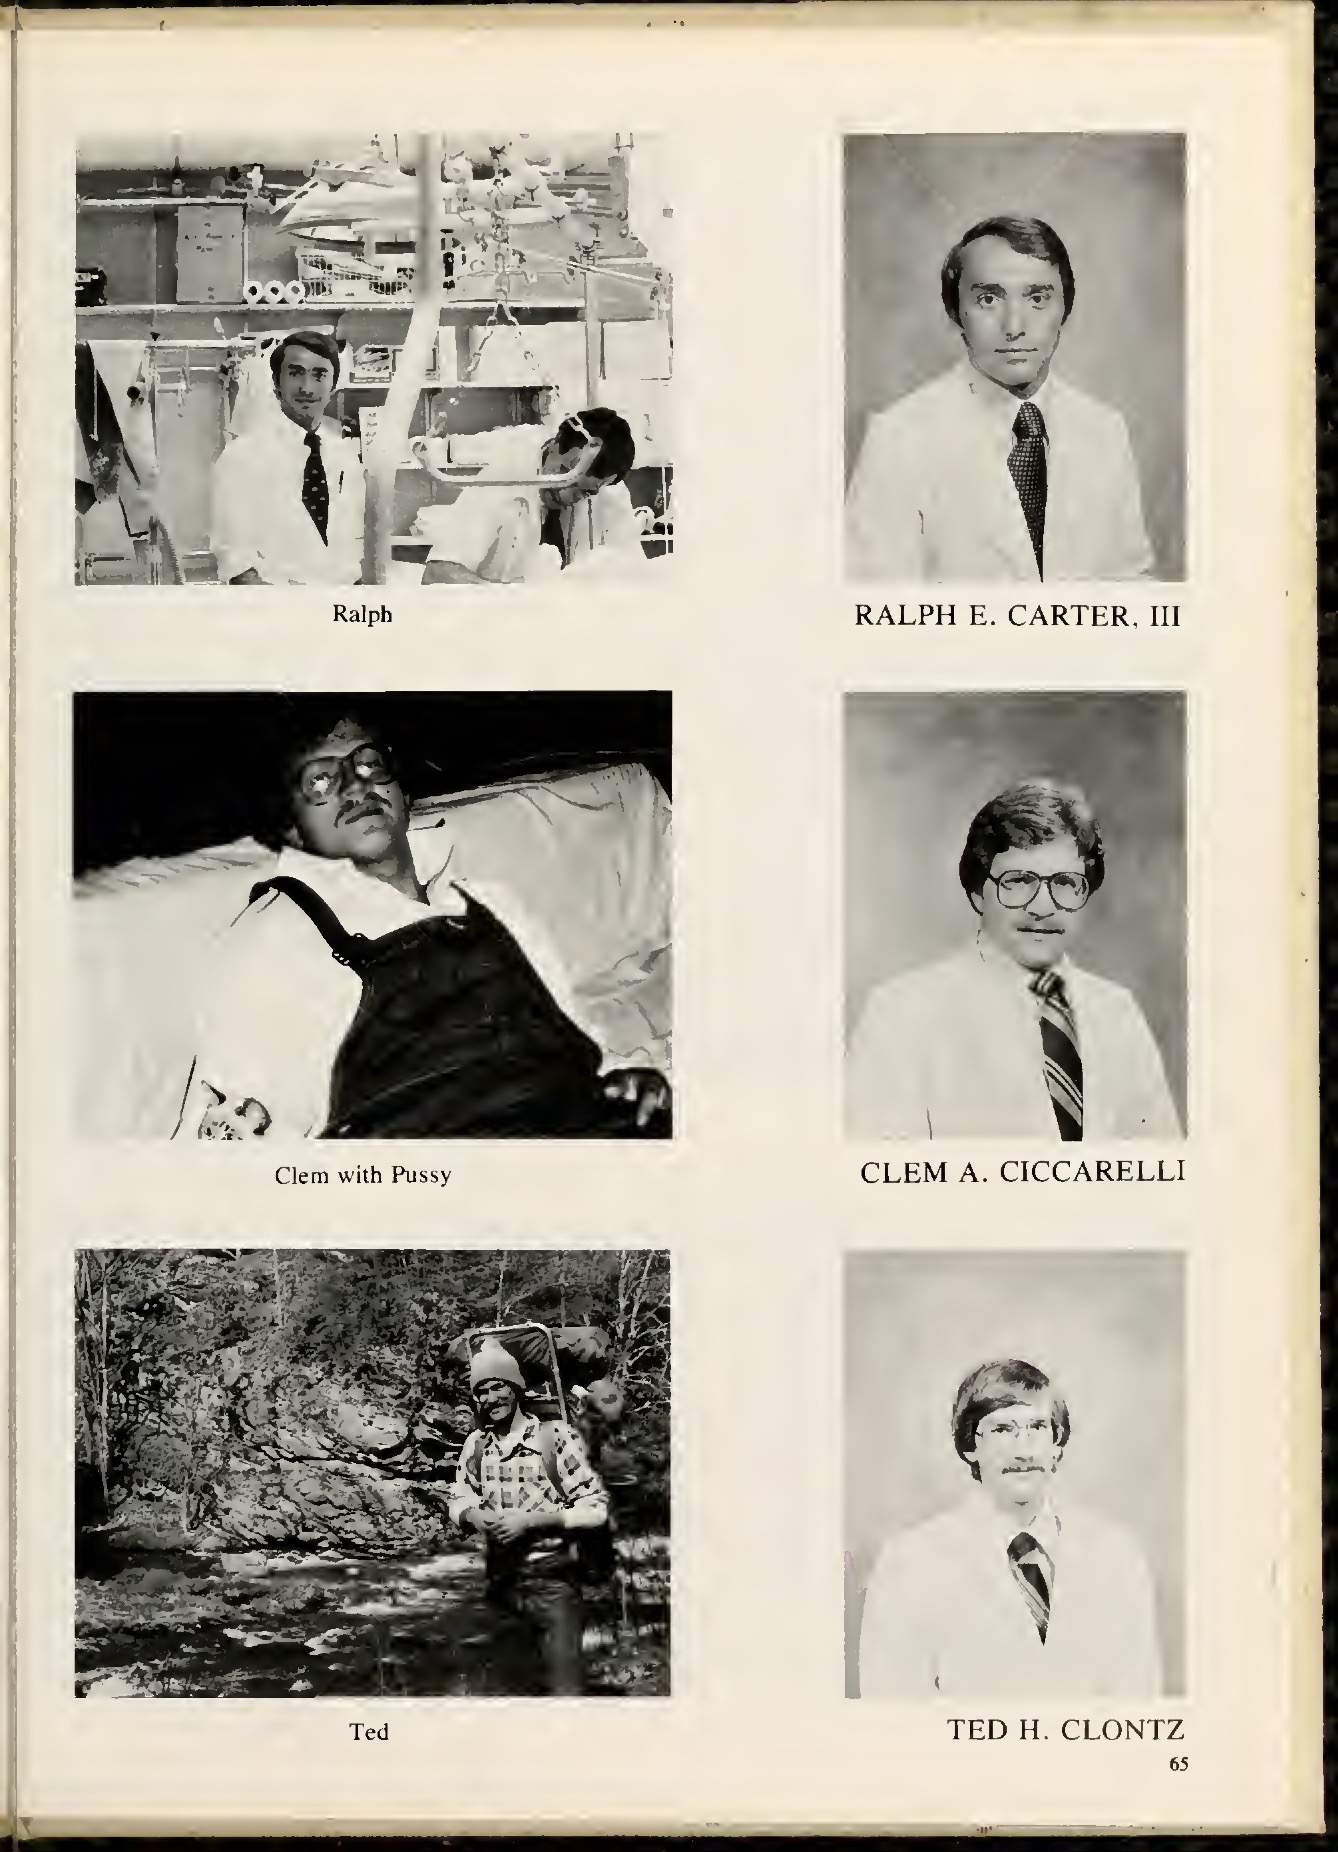 Ralph
RALPH E. CARTER, III
Clem with Pussy
CLEM A. CICCARELLI
Ted
TED H. CLONTZ
65